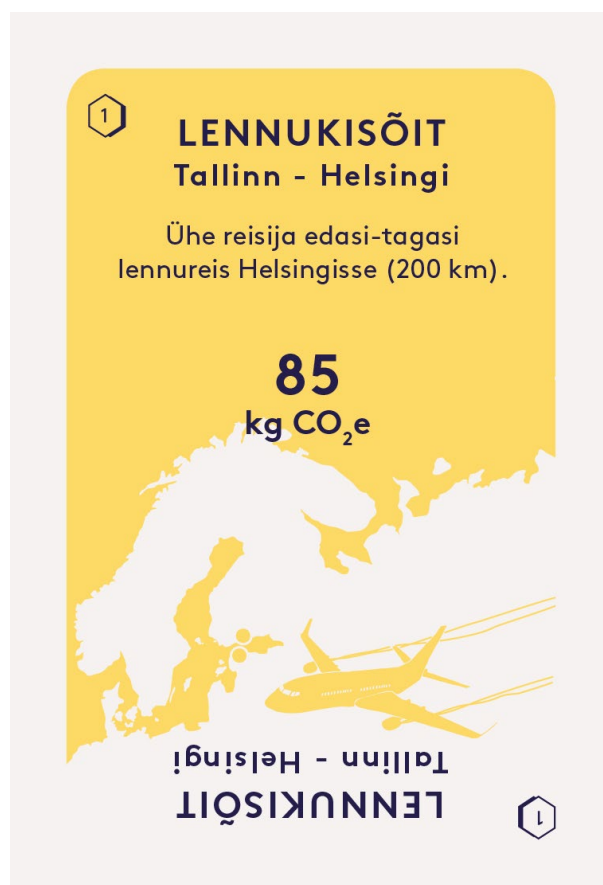 1
LENNUKISÕIT
Tallinn - Helsingi
Ühe reisija edasi-tagasi
lennureis Helsingisse (200 km).
85
kg CO₂e
Tallinn - Helsingi
LENNUKISÕIT
1